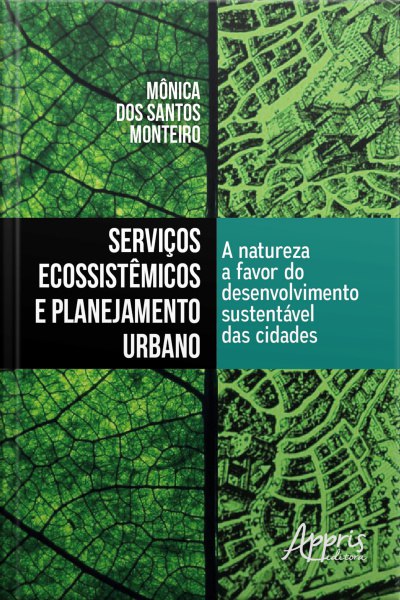 MÔNICA
DOS SANTOS
MONTEIRO
SERVIÇOS
ECOSSISTÊMICOS
E PLANEJAMENTO
URBANO
A natureza
a favor do
desenvolvimento
sustentável
das cidades
Appris
editora